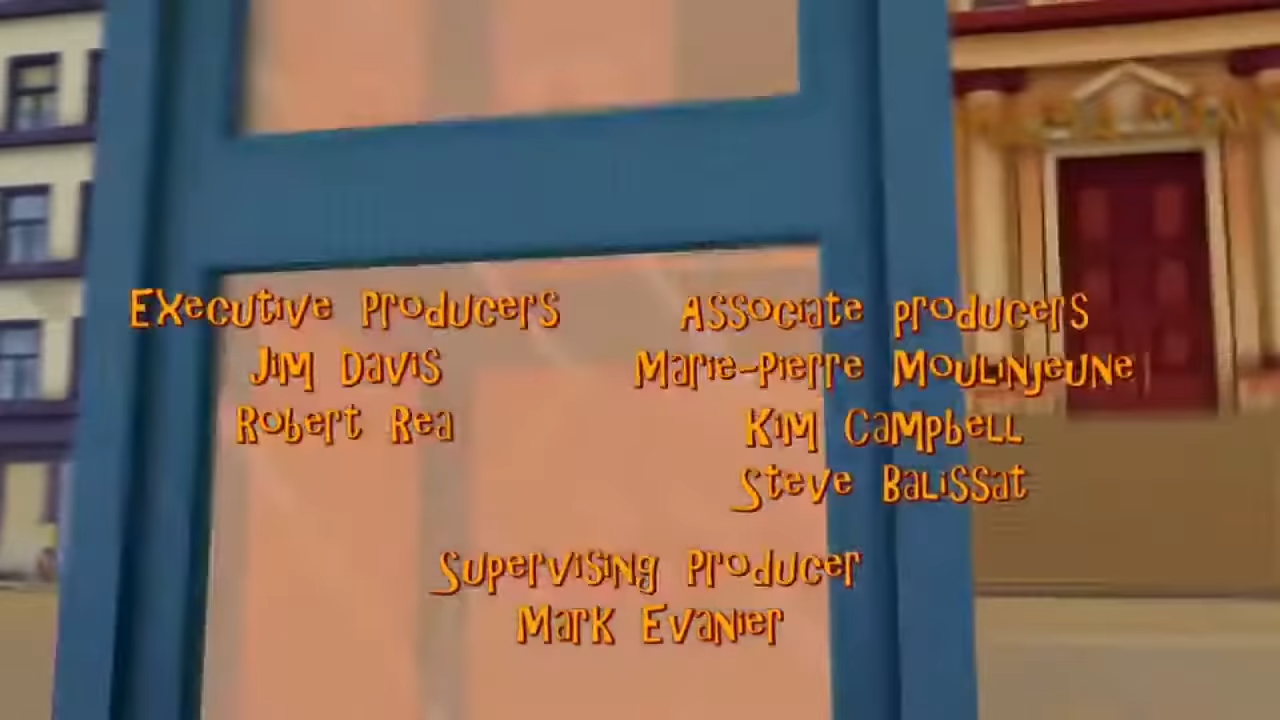 Executive Producers
Jim Davis
Robert Rea
Associate producers
Marie-Pierre Moulinjeune
Kim Campbell
Steve Balissat
Supervising Producer
Mark Evanier